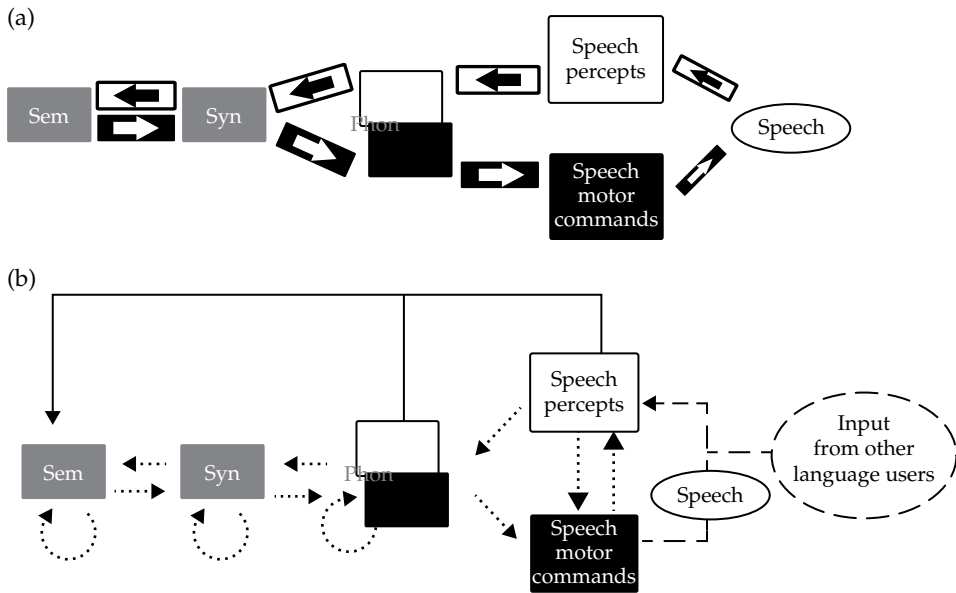 (a)
Speech
percepts
Sem
Syn
Phon
Speech
Speech
motor
commands
(b)
Speech
percepts
Input
from other
language users
Sem
Syn
Phon
Speech
Speech
motor
commands